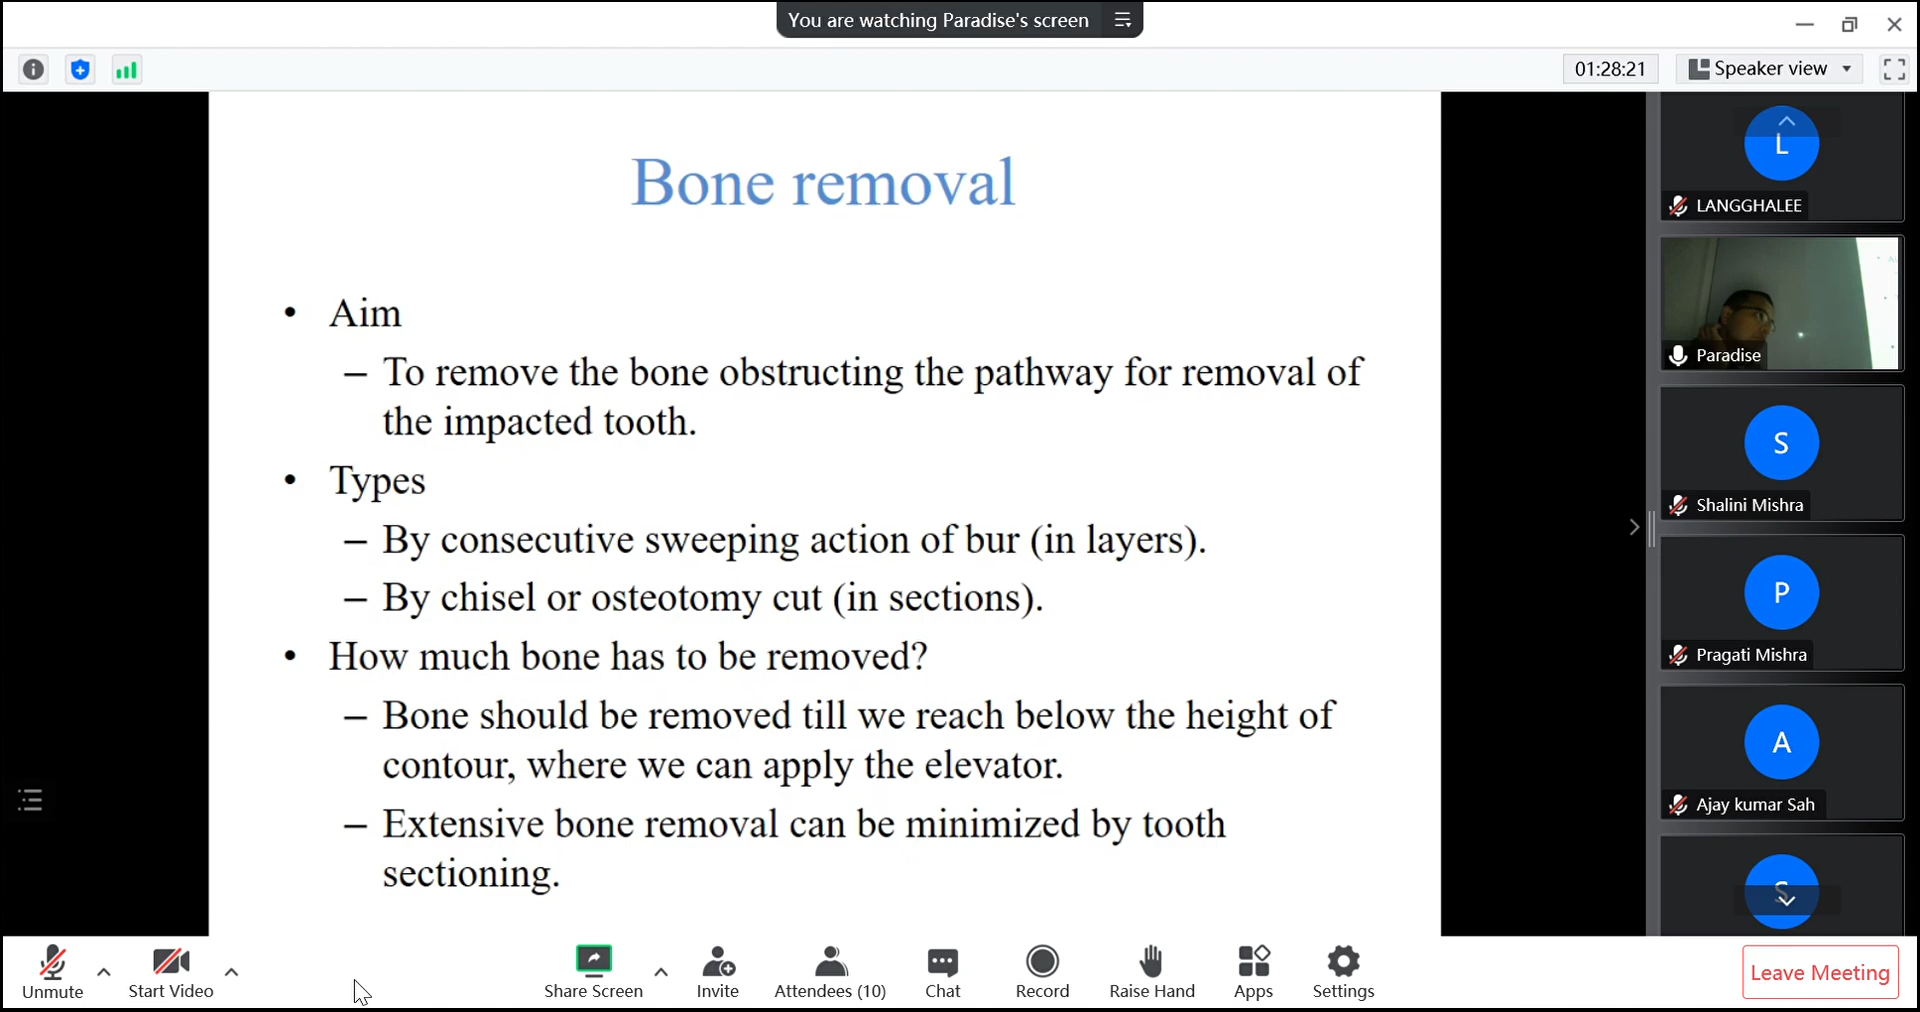 You are watching Paradise's screen
01:28:21
Speaker view
Bone removal
• Aim
– To remove the bone obstructing the pathway for removal of
the impacted tooth.
• Types
– By consecutive sweeping action of bur (in layers).
– By chisel or osteotomy cut (in sections).
• How much bone has to be removed?
– Bone should be removed till we reach below the height of
contour, where we can apply the elevator.
– Extensive bone removal can be minimized by tooth
sectioning.
L
LANGGHALEE
Paradise
S
Shalini Mishra
P
Pragati Mishra
A
Ajay kumar Sah
S
Unmute
Start Video
Share Screen
Invite
Attendees (10)
Chat
Record
Raise Hand
Apps
Settings
Leave Meeting